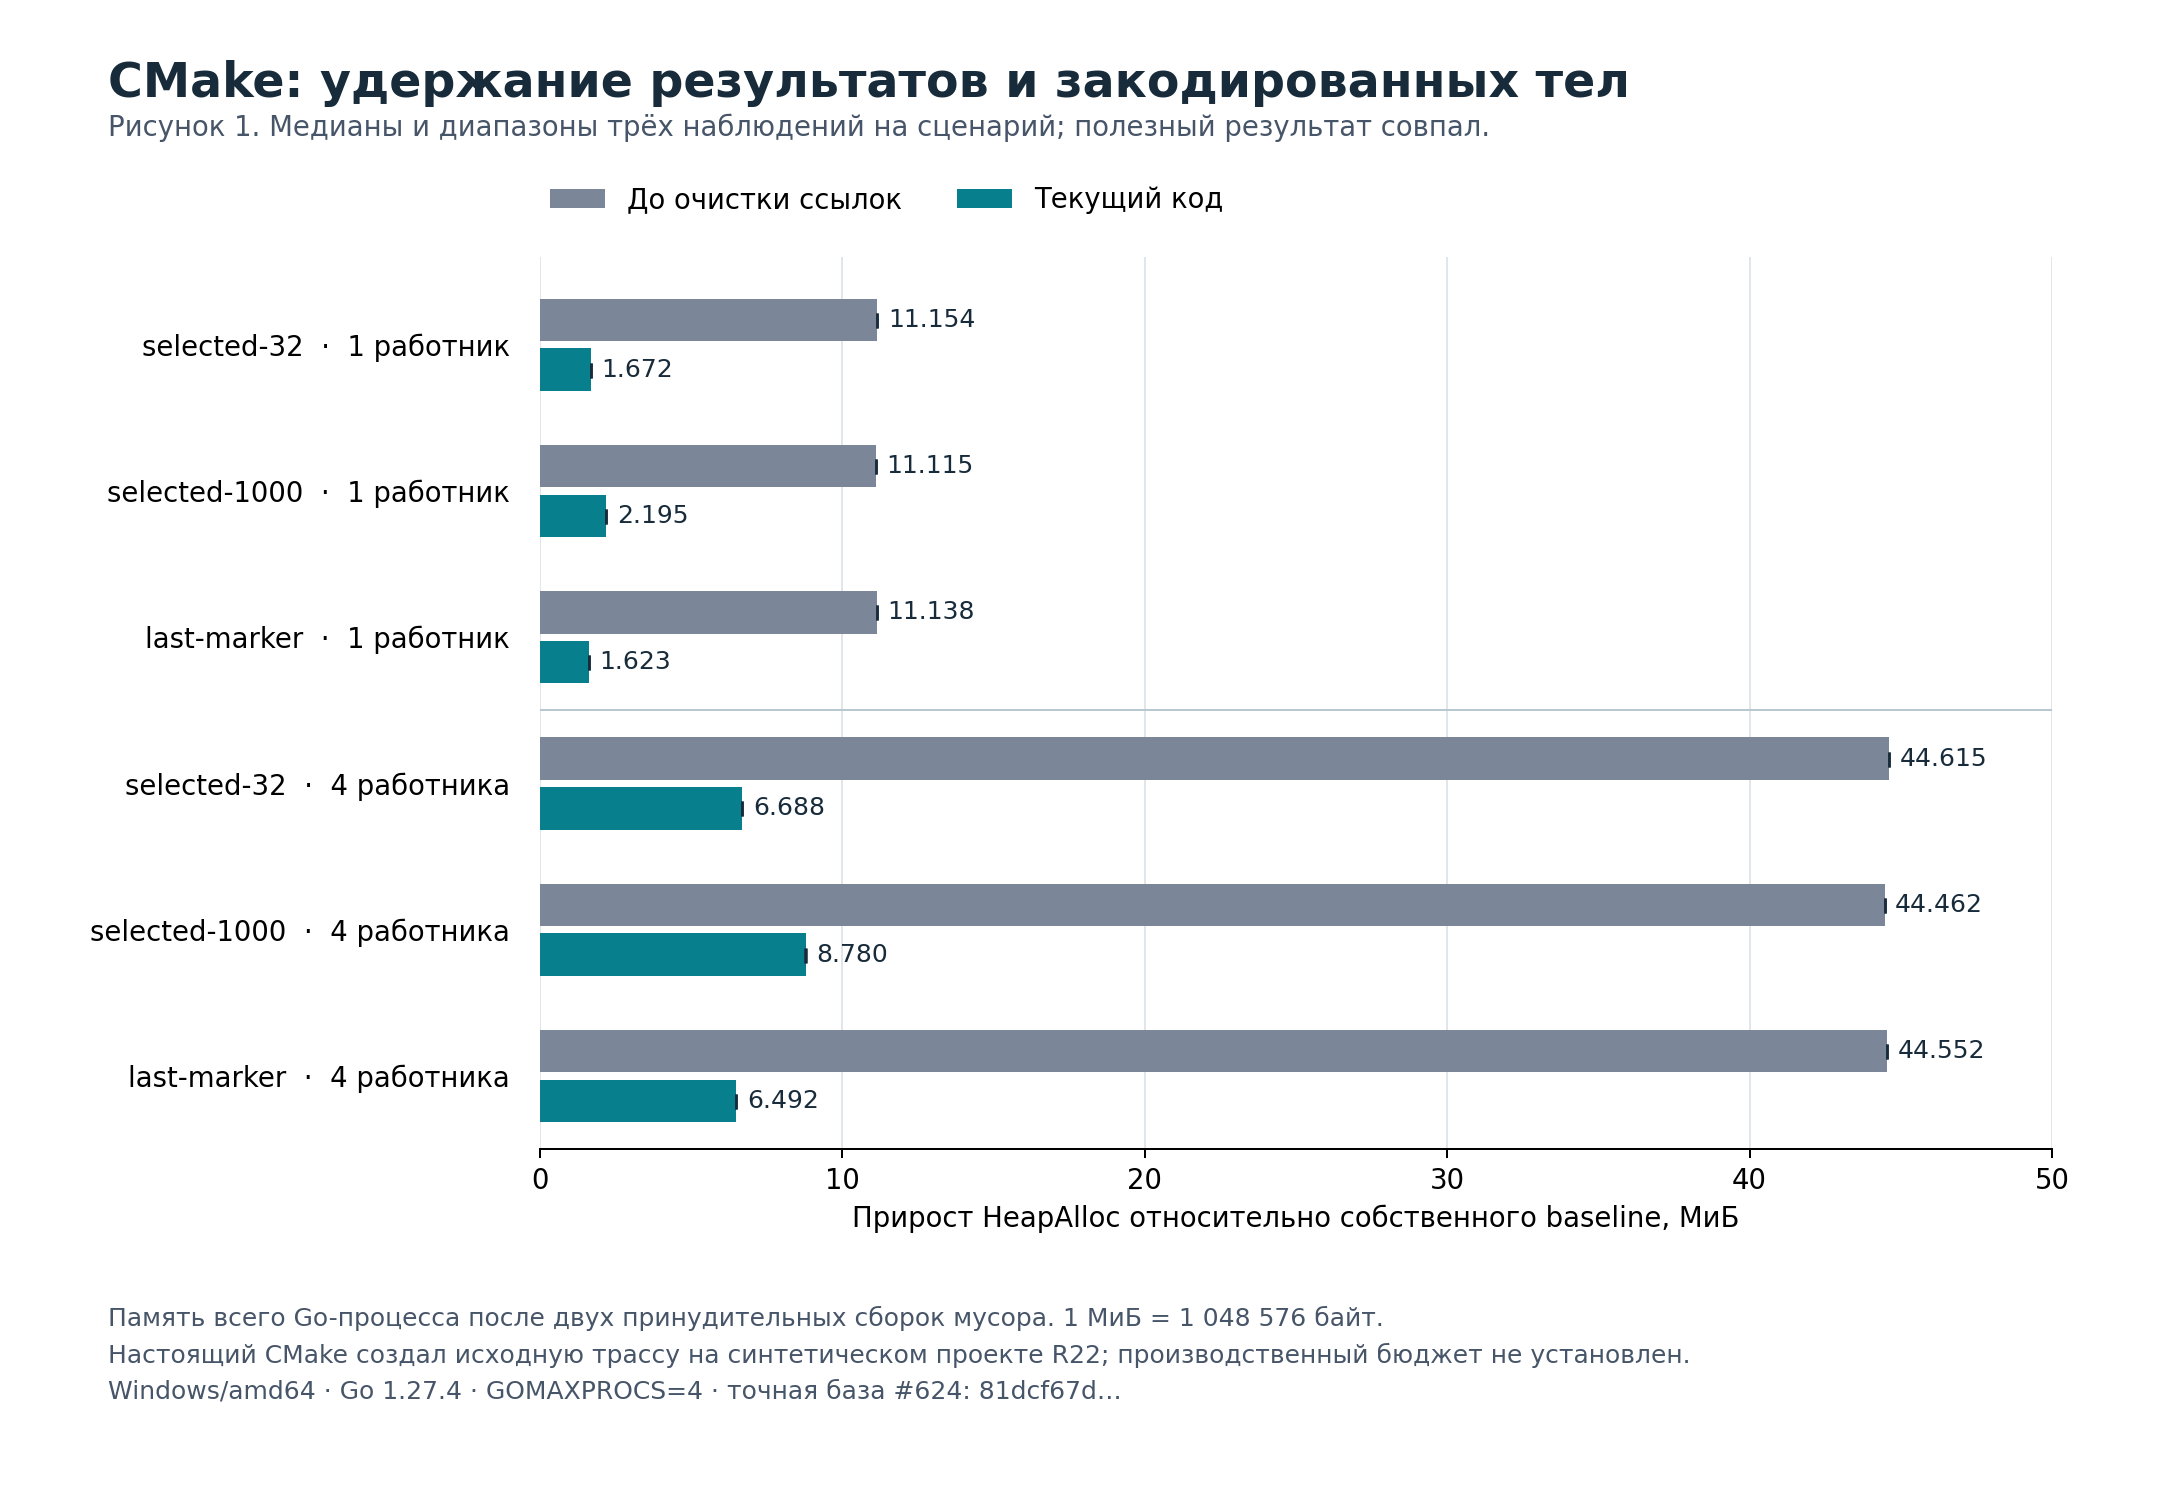 CMake: удержание результатов и закодированных тел
Рисунок 1. Медианы и диапазоны трёх наблюдений на сценарий; полезный результат совпал.
До очистки ссылок
Текущий код
selected-32 · 1 работник
11.154
1.672
selected-1000 · 1 работник
11.115
2.195
last-marker · 1 работник
11.138
1.623
selected-32 · 4 работника
44.615
6.688
selected-1000 · 4 работника
44.462
8.780
last-marker · 4 работника
44.552
6.492
0 10 20 30 40 50
Прирост HeapAlloc относительно собственного baseline, МиБ
Память всего Go-процесса после двух принудительных сборок мусора. 1 МиБ = 1 048 576 байт.
Настоящий CMake создал исходную трассу на синтетическом проекте R22; производственный бюджет не установлен.
Windows/amd64 · Go 1.27.4 · GOMAXPROCS=4 · точная база #624: 81dcf67d…